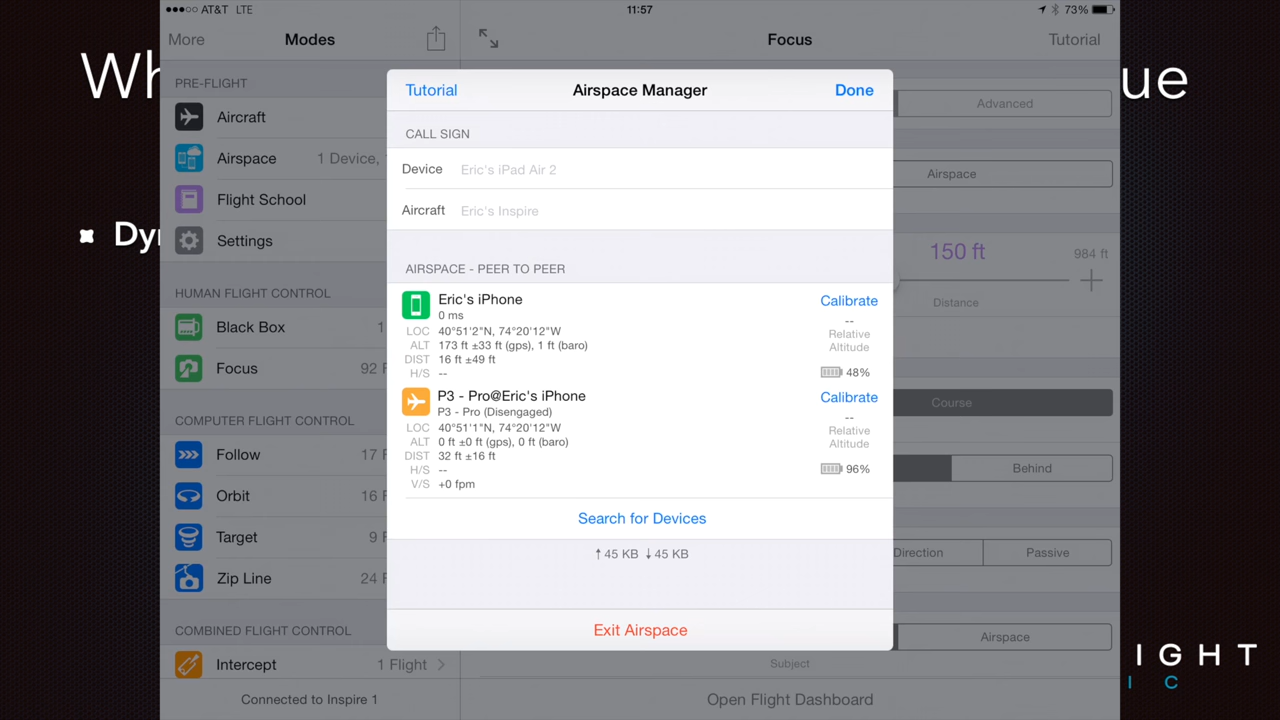 ●●●○○ AT&T LTE 11:57 73%
Wh ue
More Modes Focus Tutorial
Tutorial Airspace Manager Done
PRE-FLIGHT
Aircraft
Airspace 1 Device,
Flight School
Settings
HUMAN FLIGHT CONTROL
Black Box 1
Focus 92 F
COMPUTER FLIGHT CONTROL
Follow 17 F
Orbit 16 F
Target 9 F
Zip Line 24 F
COMBINED FLIGHT CONTROL
Intercept 1 Flight
Connected to Inspire 1
Dyn
CALL SIGN
Device Eric's iPad Air 2
Aircraft Eric's Inspire
AIRSPACE - PEER TO PEER
Eric's iPhone Calibrate
0 ms
LOC 40°51'2"N, 74°20'12"W
ALT 173 ft ±33 ft (gps), 1 ft (baro)
DIST 16 ft ±49 ft
H/S --
--
Relative
Altitude
48%
P3 - Pro@Eric's iPhone Calibrate
P3 - Pro (Disengaged)
LOC 40°51'1"N, 74°20'12"W
ALT 0 ft ±0 ft (gps), 0 ft (baro)
DIST 32 ft ±16 ft
H/S --
V/S +0 fpm
--
Relative
Altitude
96%
Search for Devices
↑45 KB ↓45 KB
Exit Airspace
Advanced
Airspace
150 ft 984 ft
Distance
Course
Behind
Direction Passive
Airspace
Subject
Open Flight Dashboard
IGHT
I C